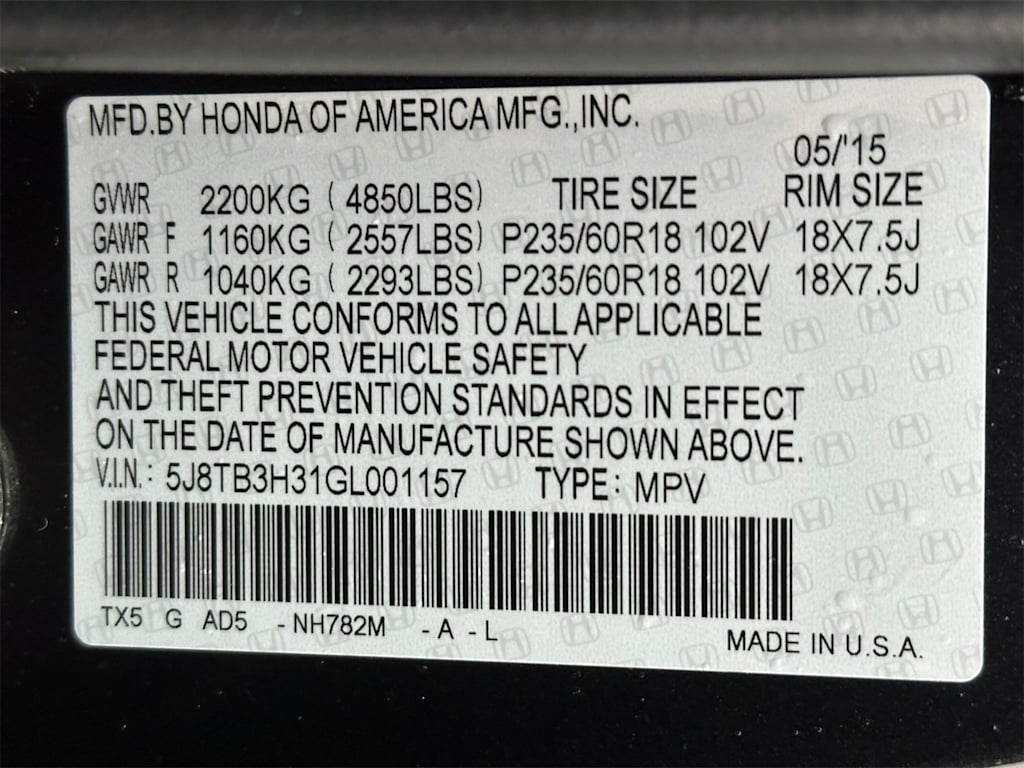 MFD.BY HONDA OF AMERICA MFG.,INC.
05/'15
GVWR 2200KG (4850LBS) TIRE SIZE RIM SIZE
GAWR F 1160KG (2557LBS) P235/60R18 102V 18X7.5J
GAWR R 1040KG (2293LBS) P235/60R18 102V 18X7.5J
THIS VEHICLE CONFORMS TO ALL APPLICABLE
FEDERAL MOTOR VEHICLE SAFETY
AND THEFT PREVENTION STANDARDS IN EFFECT
ON THE DATE OF MANUFACTURE SHOWN ABOVE.
V.I.N.: 5J8TB3H31GL001157 TYPE: MPV
TX5 G AD5 -NH782M -A -L
MADE IN U.S.A.